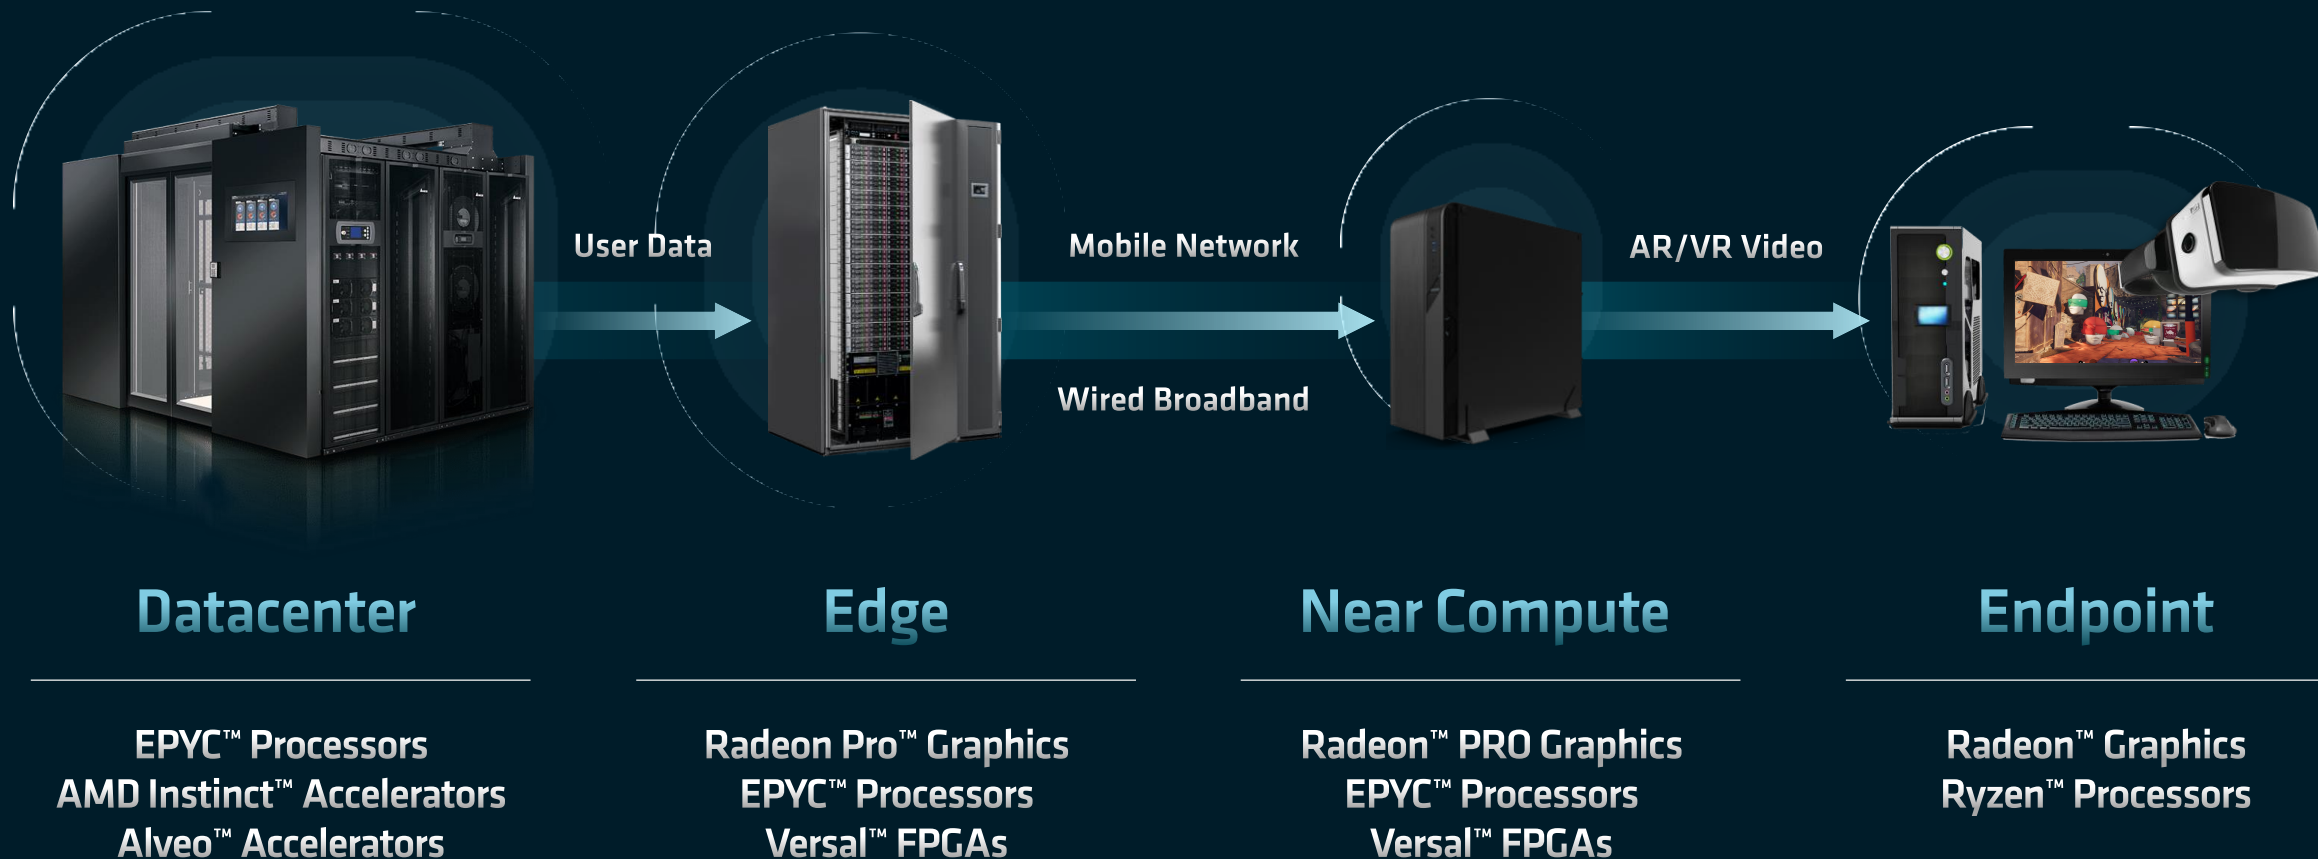 User Data
Mobile Network
Wired Broadband
AR/VR Video
Datacenter
EPYC™ Processors
AMD Instinct™ Accelerators
Alveo™ Accelerators
Edge
Radeon Pro™ Graphics
EPYC™ Processors
Versal™ FPGAs
Near Compute
Radeon™ PRO Graphics
EPYC™ Processors
Versal™ FPGAs
Endpoint
Radeon™ Graphics
Ryzen™ Processors